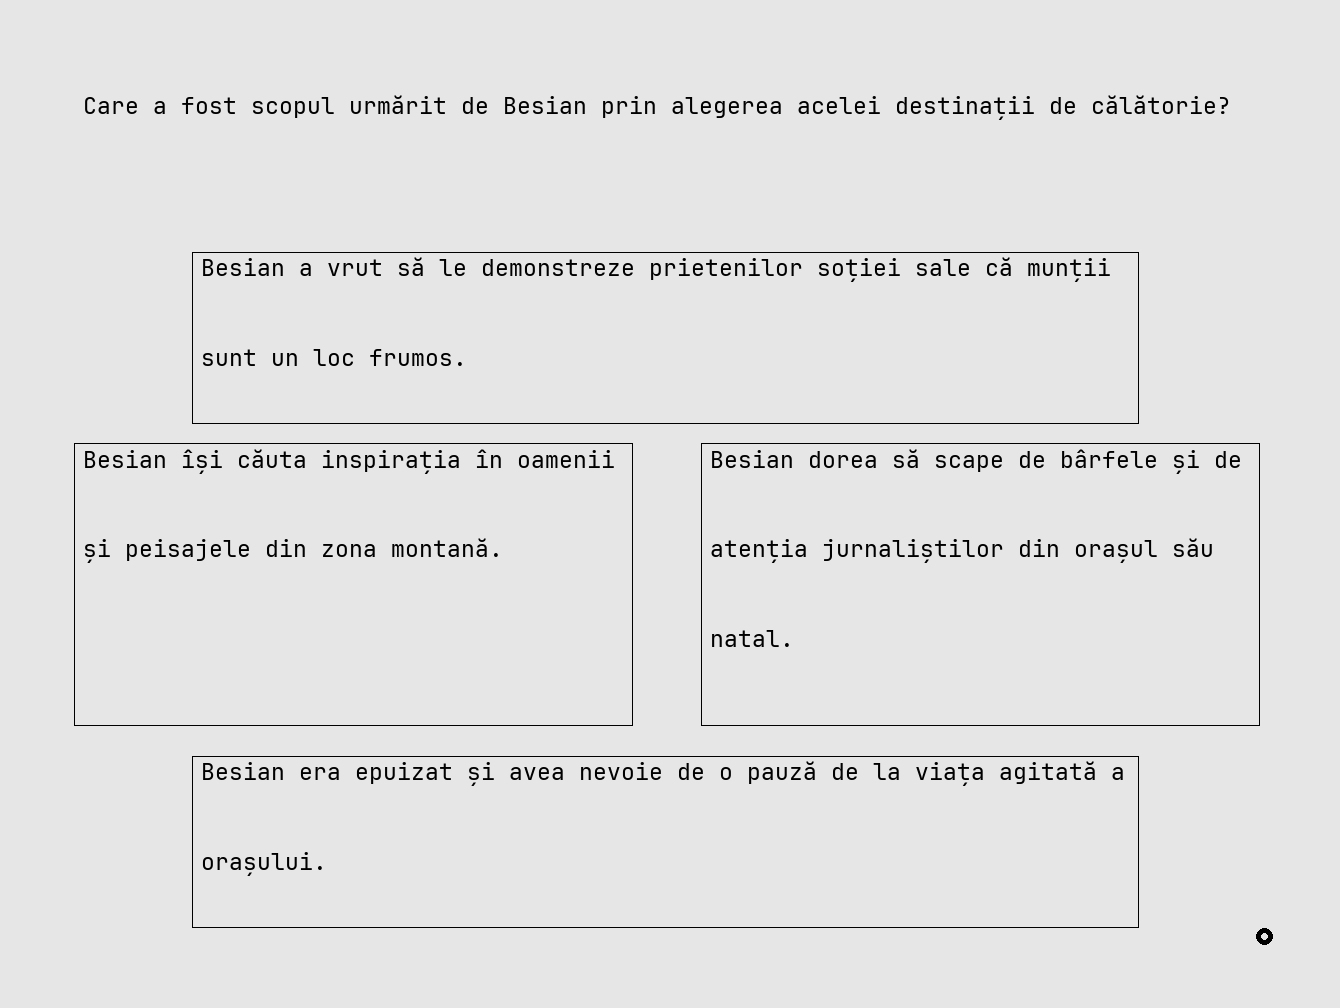 Care a fost scopul urmărit de Besian prin alegerea acelei destinații de călătorie?
Besian a vrut să le demonstreze prietenilor soției sale că munții
sunt un loc frumos.
Besian își căuta inspirația în oamenii
și peisajele din zona montană.
Besian dorea să scape de bârfele și de
atenția jurnaliștilor din orașul său
natal.
Besian era epuizat și avea nevoie de o pauză de la viața agitată a
orașului.